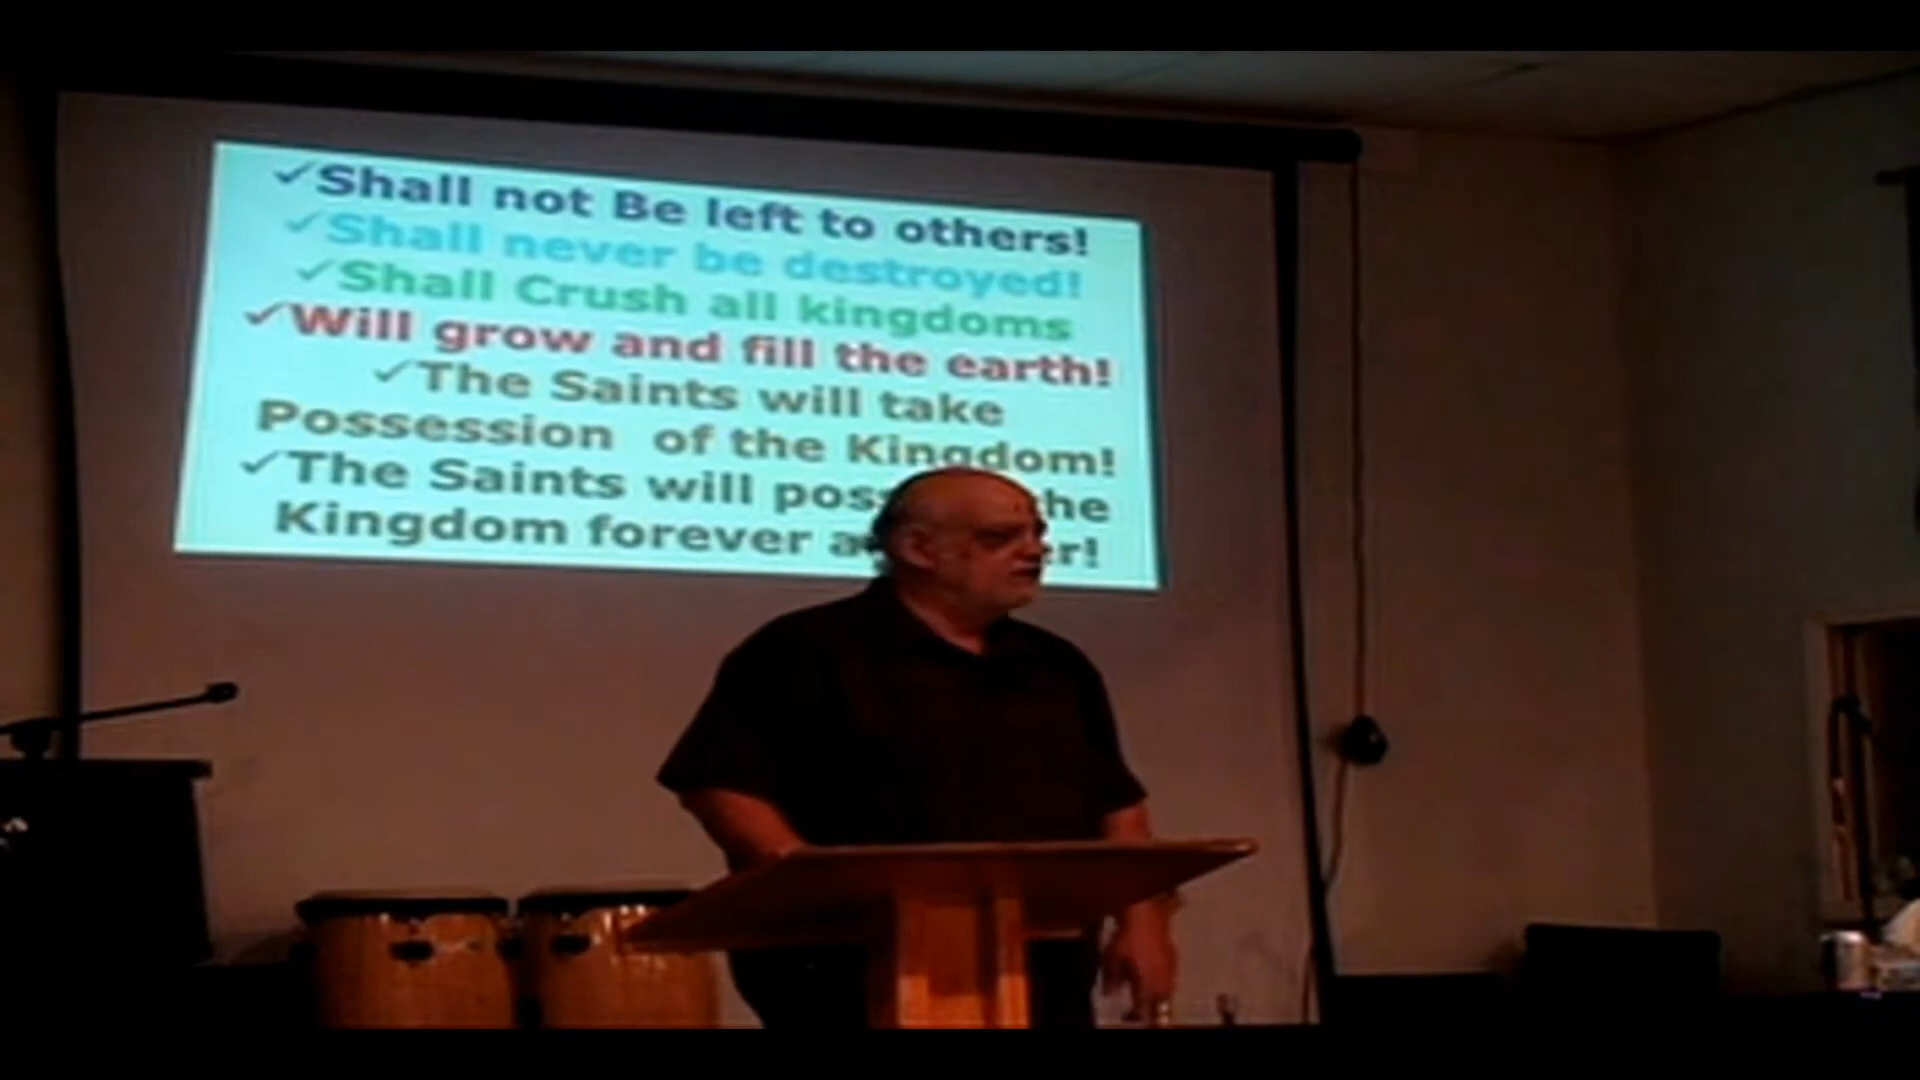 ✓Shall not Be left to others!
✓Shall never be destroyed!
✓Shall Crush all kingdoms
✓Will grow and fill the earth!
✓The Saints will take
Possession of the Kingdom!
✓The Saints will
Kingdom forever